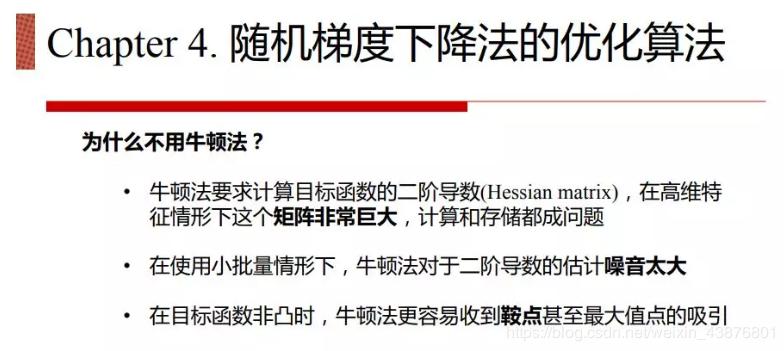 Chapter 4. 随机梯度下降法的优化算法
为什么不用牛顿法？
• 牛顿法要求计算目标函数的二阶导数(Hessian matrix)，在高维特
征情形下这个矩阵非常巨大，计算和存储都成问题
• 在使用小批量情形下，牛顿法对于二阶导数的估计噪音太大
• 在目标函数非凸时，牛顿法更容易收到鞍点甚至最大值点的吸引
https://blog.csdn.net/weixin_43876801